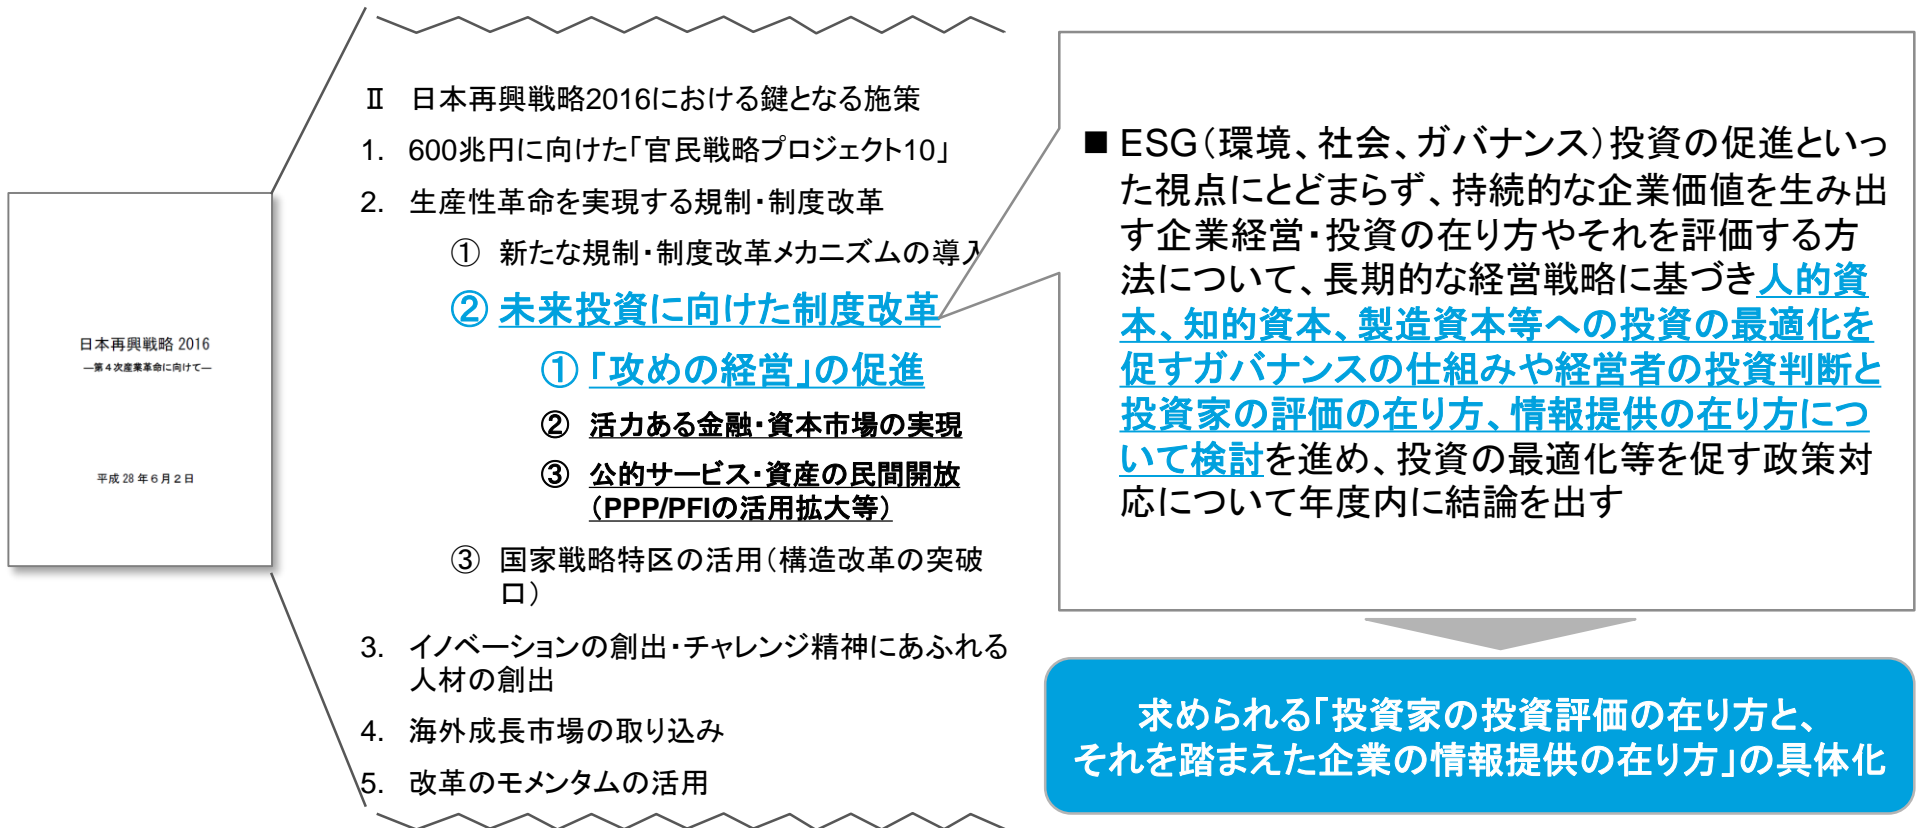 日本再興戦略 2016
―第4次産業革命に向けて―
平成 28 年 6 月 2 日
Ⅱ 日本再興戦略2016における鍵となる施策
1. 600兆円に向けた「官民戦略プロジェクト10」
2. 生産性革命を実現する規制・制度改革
① 新たな規制・制度改革メカニズムの導入
② 未来投資に向けた制度改革
①「攻めの経営」の促進
② 活力ある金融・資本市場の実現
③ 公的サービス・資産の民間開放
（PPP/PFIの活用拡大等）
③ 国家戦略特区の活用（構造改革の突破
口）
3. イノベーションの創出・チャレンジ精神にあふれる
人材の創出
4. 海外成長市場の取り込み
5. 改革のモメンタムの活用
■ ESG（環境、社会、ガバナンス）投資の促進といっ
た視点にとどまらず、持続的な企業価値を生み出
す企業経営・投資の在り方やそれを評価する方
法について、長期的な経営戦略に基づき人的資
本、知的資本、製造資本等への投資の最適化を
促すガバナンスの仕組みや経営者の投資判断と
投資家の評価の在り方、情報提供の在り方につ
いて検討を進め、投資の最適化等を促す政策対
応について年度内に結論を出す
求められる「投資家の投資評価の在り方と、
それを踏まえた企業の情報提供の在り方」の具体化